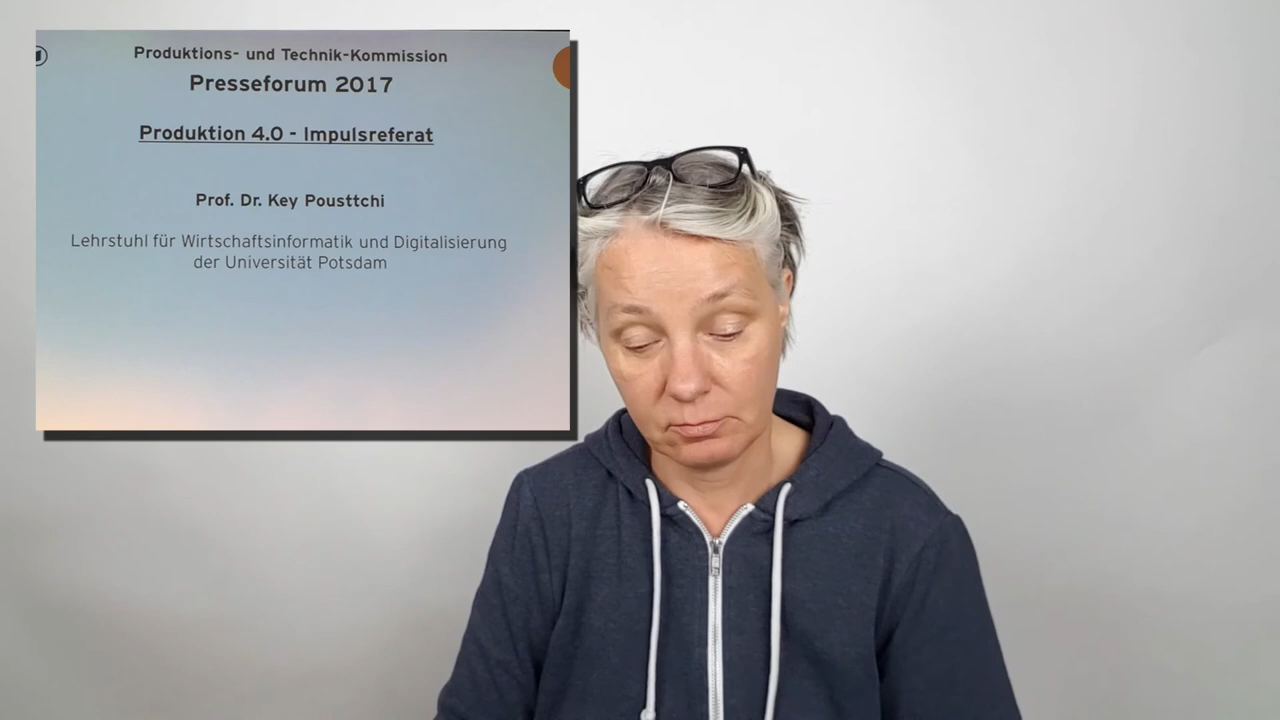 Produktions- und Technik-Kommission
Presseforum 2017
Produktion 4.0 - Impulsreferat
Prof. Dr. Key Pousttchi
Lehrstuhl für Wirtschaftsinformatik und Digitalisierung
der Universität Potsdam